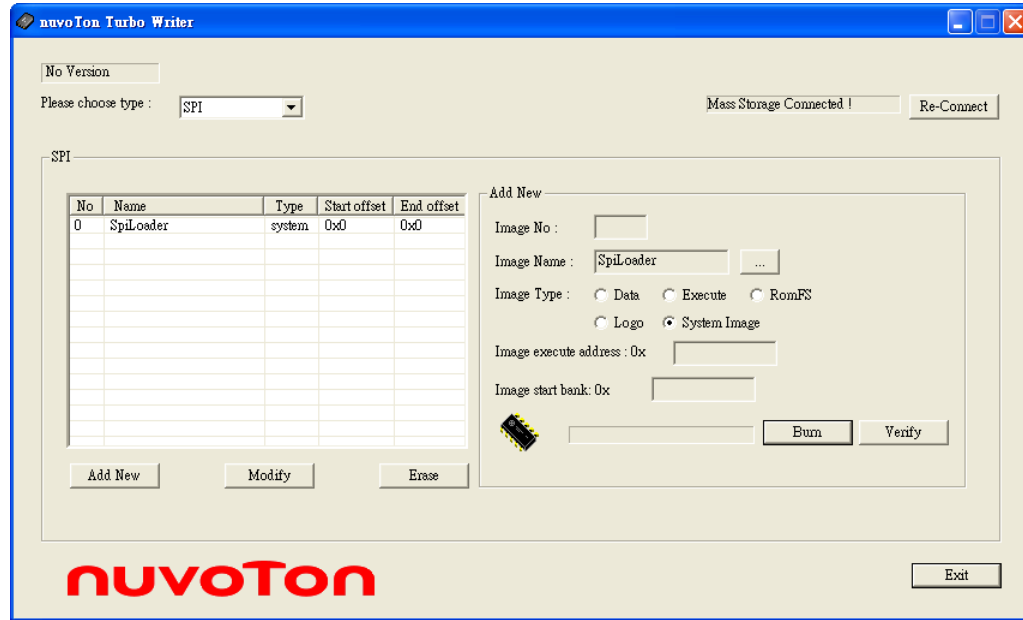 nuvoTon Turbo Writer
No Version
Please choose type :
SPI
Mass Storage Connected !
Re-Connect
SPI
No Name Type Start offset End offset
0 SpiLoader system 0x0 0x0
Add New
Image No :
Image Name : SpiLoader ...
Image Type : Data Execute RomFS
Logo System Image
Image execute address : 0x
Image start bank: 0x
Burn Verify
Add New Modify Erase
nuvoTon
Exit